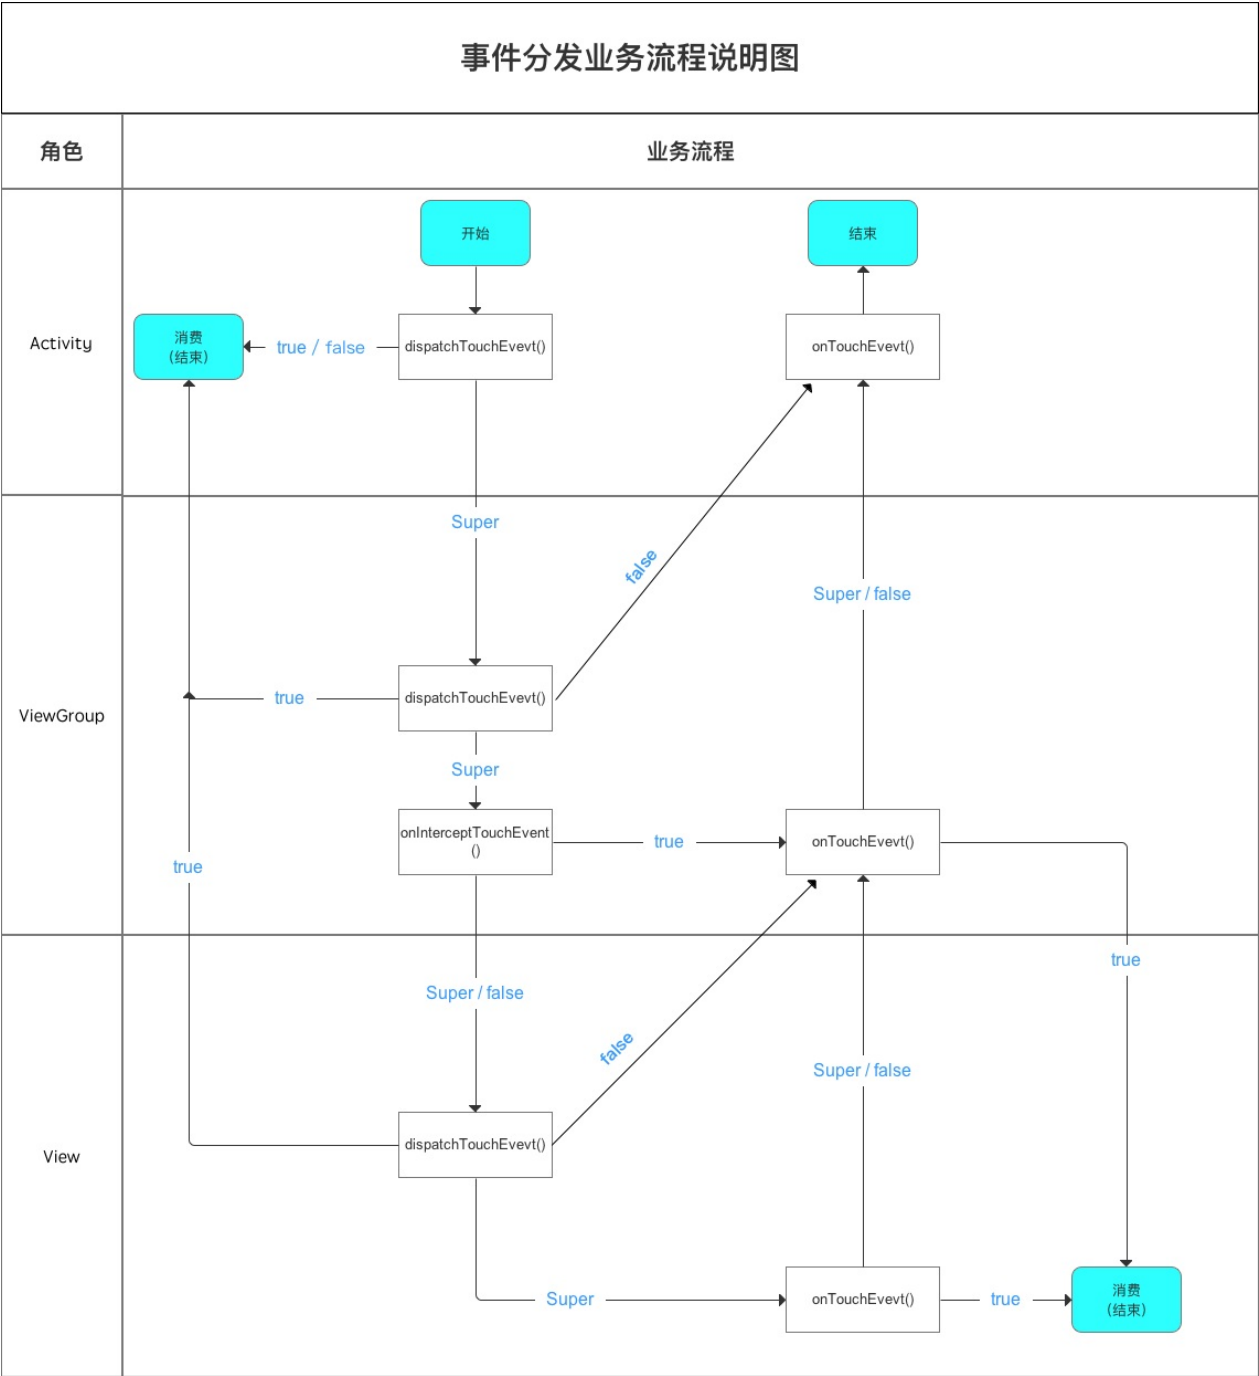 事件分发业务流程说明图
角色
业务流程
Activity
开始
结束
消费
(结束)
true / false
dispatchTouchEvevt()
onTouchEvevt()
ViewGroup
Super
false
Super / false
true
dispatchTouchEvevt()
Super
onInterceptTouchEvent
()
true
onTouchEvevt()
true
View
true
Super / false
false
Super / false
dispatchTouchEvevt()
Super
onTouchEvevt()
true
消费
(结束)